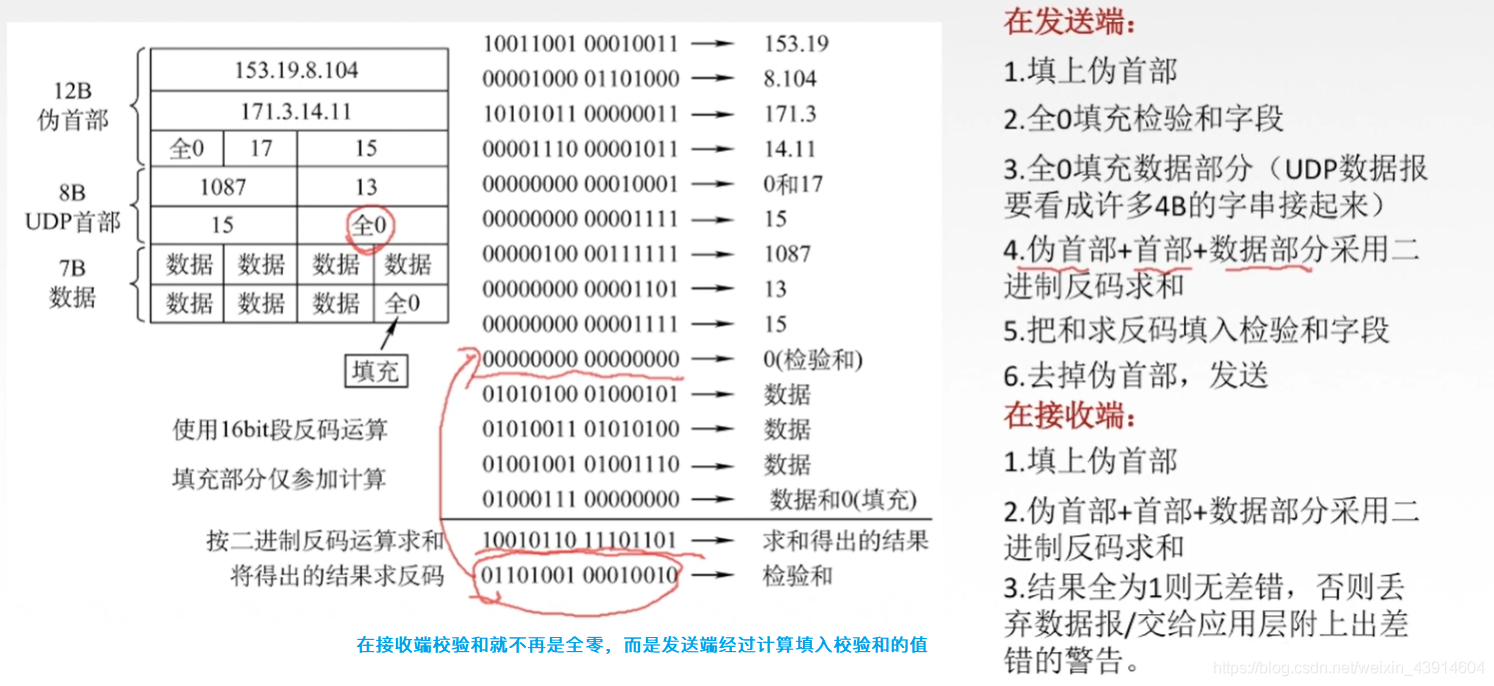 12B
伪首部
153.19.8.104
171.3.14.11
全0 17 15
8B
UDP首部
1087 13
15 全0
7B
数据
数据 数据 数据 数据
数据 数据 数据 全0
填充
使用16bit段反码运算
填充部分仅参加计算
10011001 00010011 → 153.19
00001000 01101000 → 8.104
10101011 00000011 → 171.3
00001110 00001011 → 14.11
00000000 00010001 → 0和17
00000000 00001111 → 15
00000100 00111111 → 1087
00000000 00001101 → 13
00000000 00001111 → 15
00000000 00000000 → 0(检验和)
01010100 01000101 → 数据
01010011 01010100 → 数据
01001001 01001110 → 数据
01000111 00000000 → 数据和0(填充)
按二进制反码运算求和 10010110 11101101 → 求和得出的结果
将得出的结果求反码 01101001 00010010 → 检验和
在接收端校验和就不再是全零，而是发送端经过计算填入校验和的值
在发送端：
1.填上伪首部
2.全0填充检验和字段
3.全0填充数据部分（UDP数据报
要看成许多4B的字串接起来）
4.伪首部+首部+数据部分采用二
进制反码求和
5.把和求反码填入检验和字段
6.去掉伪首部，发送
在接收端：
1.填上伪首部
2.伪首部+首部+数据部分采用二
进制反码求和
3.结果全为1则无差错，否则丢
弃数据报/交给应用层附上出差
错的警告。
https://blog.csdn.net/weixin_43914604